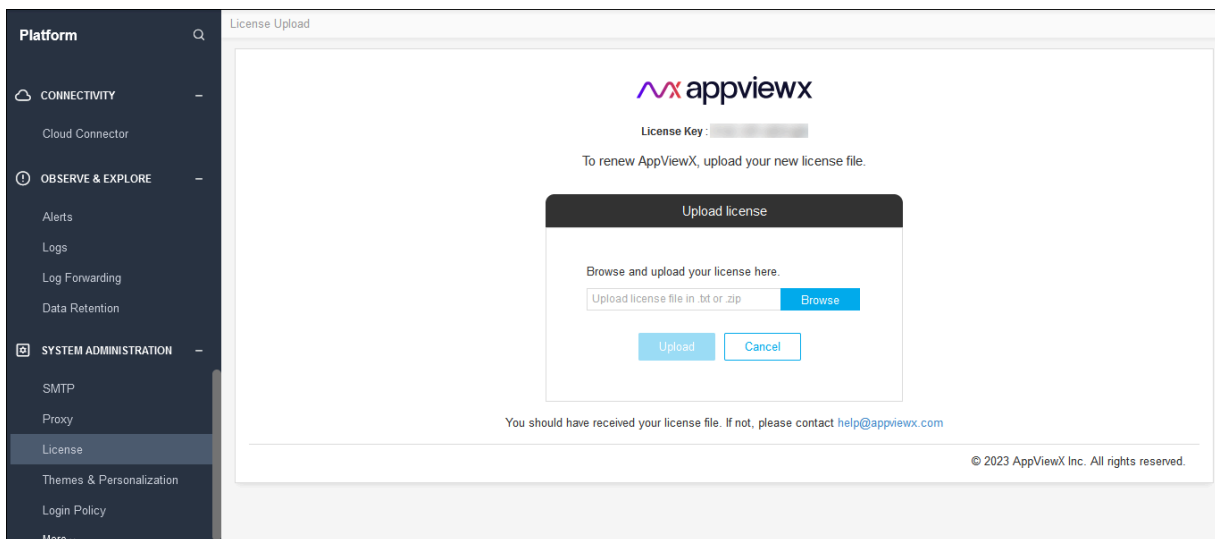 Platform
CONNECTIVITY
Cloud Connector
OBSERVE & EXPLORE
Alerts
Logs
Log Forwarding
Data Retention
SYSTEM ADMINISTRATION
SMTP
Proxy
License
Themes & Personalization
Login Policy
More
License Upload
appviewx
License Key :
To renew AppViewX, upload your new license file.
Upload license
Browse and upload your license here.
Upload license file in .txt or .zip
Browse
Upload
Cancel
You should have received your license file. If not, please contact help@appviewx.com
© 2023 AppViewX Inc. All rights reserved.